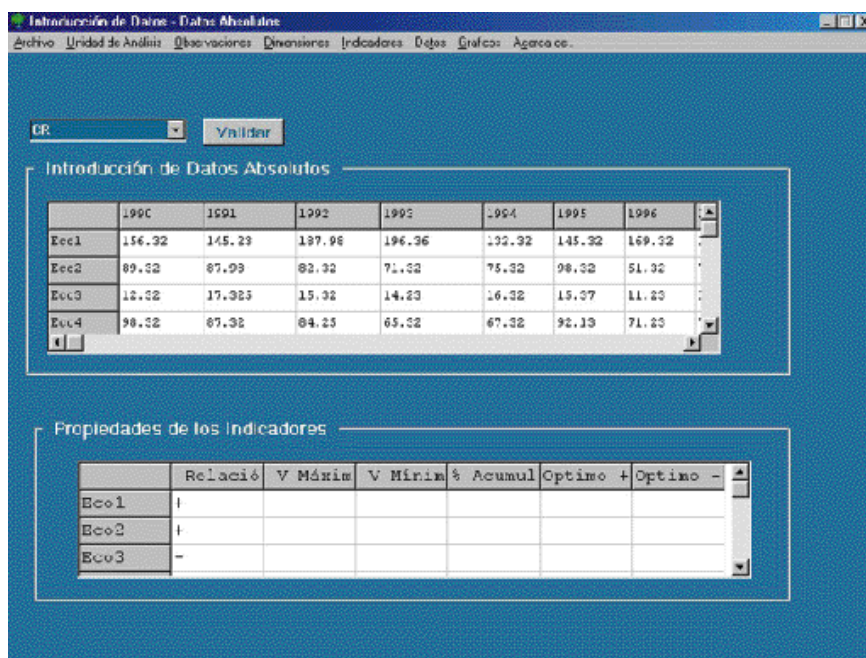 Introducción de Datos - Datos Absolutos
Archivo Unidad de Análisis Observaciones Dimensiones Indicadores Datos Graficos Acerca de..
CR
Validar
Introducción de Datos Absolutos
1990 1991 1992 1993 1994 1995 1996
Eco1 156.32 145.23 187.98 196.36 132.32 145.32 169.32
Eco2 89.32 87.98 82.32 71.32 75.32 98.32 51.32
Eco3 12.32 17.325 15.32 14.23 16.32 15.37 11.23
Eco4 98.32 87.32 84.25 65.32 67.32 92.13 71.23
Propiedades de los Indicadores
Relació V Máxim V Mínim % Acumul Optimo + Optimo -
Eco1 +
Eco2 +
Eco3 -